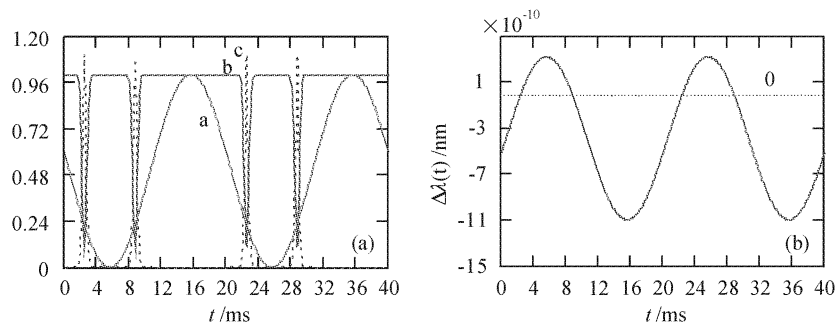 ×10⁻¹⁰
1.20
0.96
0.72
0.48
0.24
0
c
b
a
(a)
0 4 8 12 16 20 24 28 32 36 40
t /ms
1
-3
-7
-11
-15
Δλ(t) /nm
0
(b)
0 4 8 12 16 20 24 28 32 36 40
t /ms